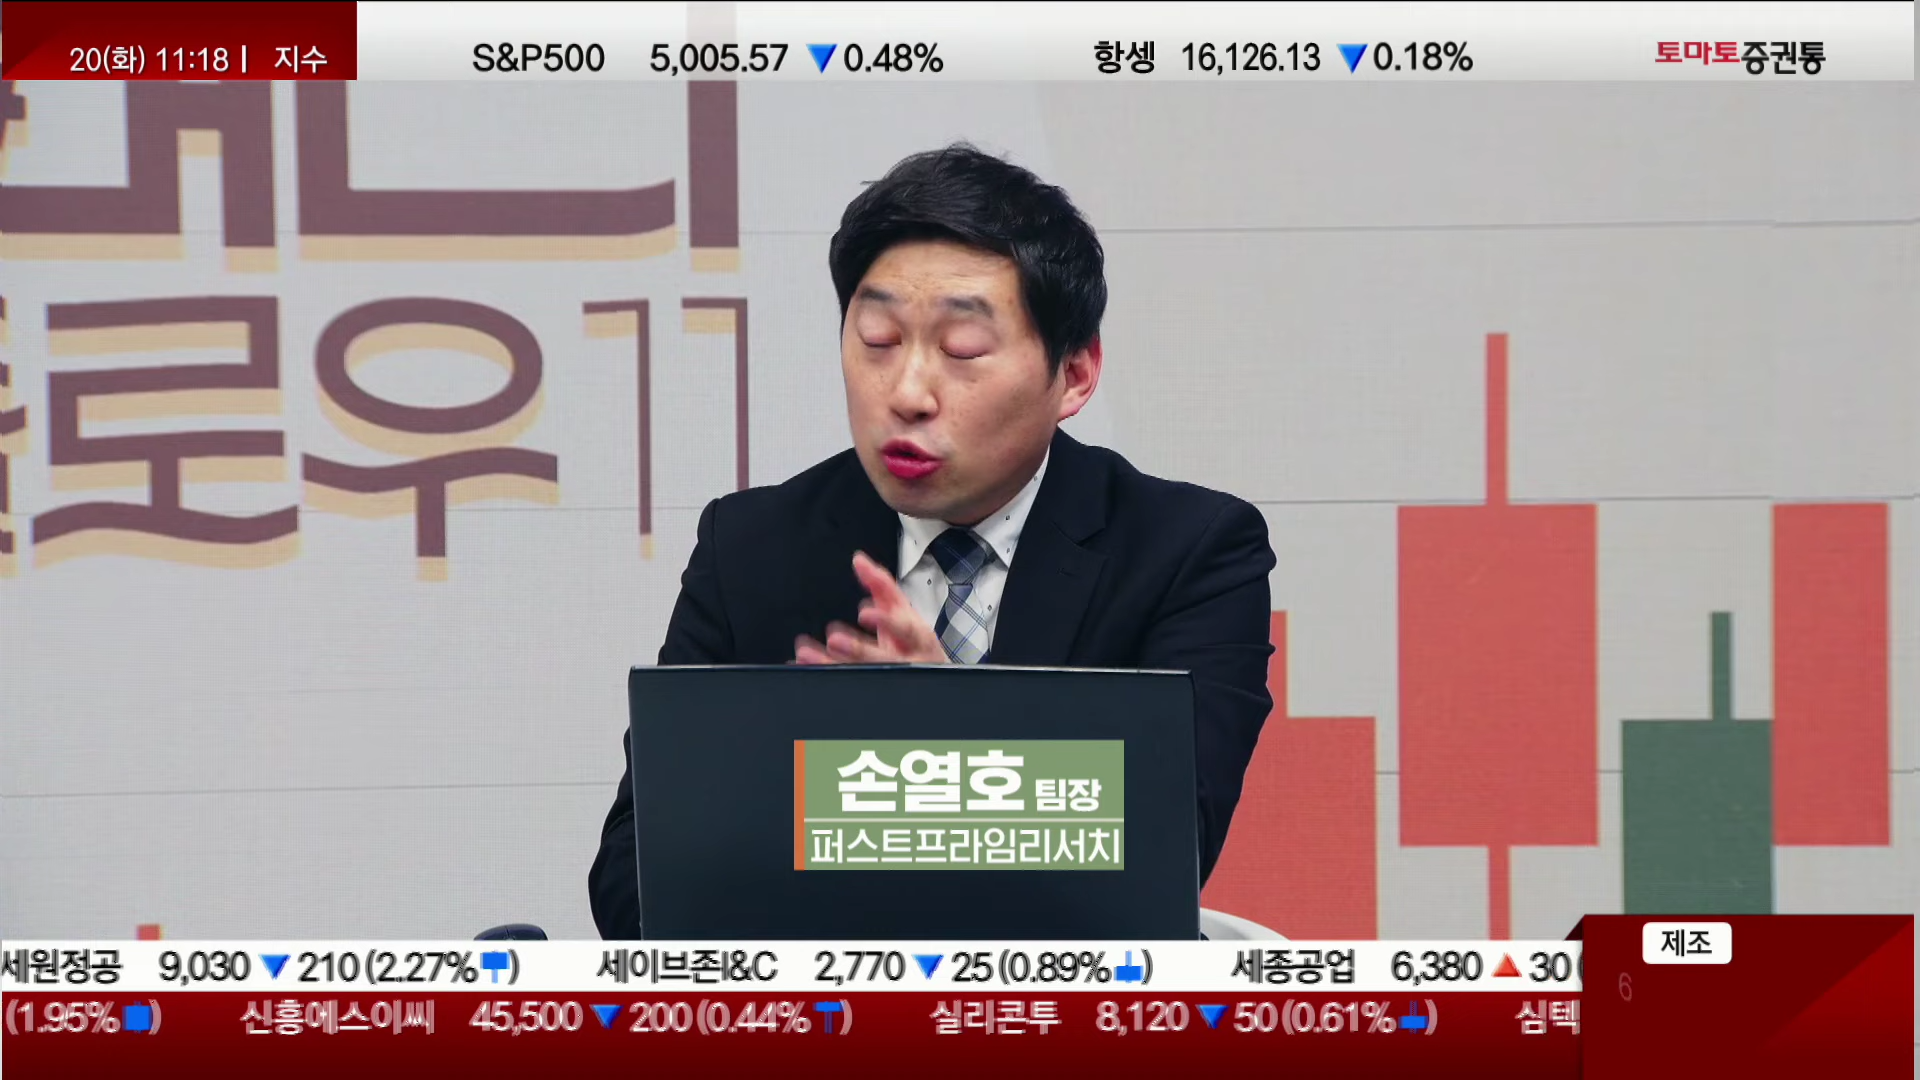 20(화) 11:18 | 지수
S&P500 5,005.57 ▼0.48% 항셍 16,126.13 ▼0.18%
토마토증권통
로우
손열호 팀장
퍼스트프라임리서치
제조
세원정공 9,030 ▼210(2.27%) 세이브존I&C 2,770 ▼25(0.89%) 세종공업 6,380 ▲30(
(1.95%) 신흥에스이씨 45,500 ▼200(0.44%) 실리콘투 8,120 ▼50(0.61%) 심텍
6